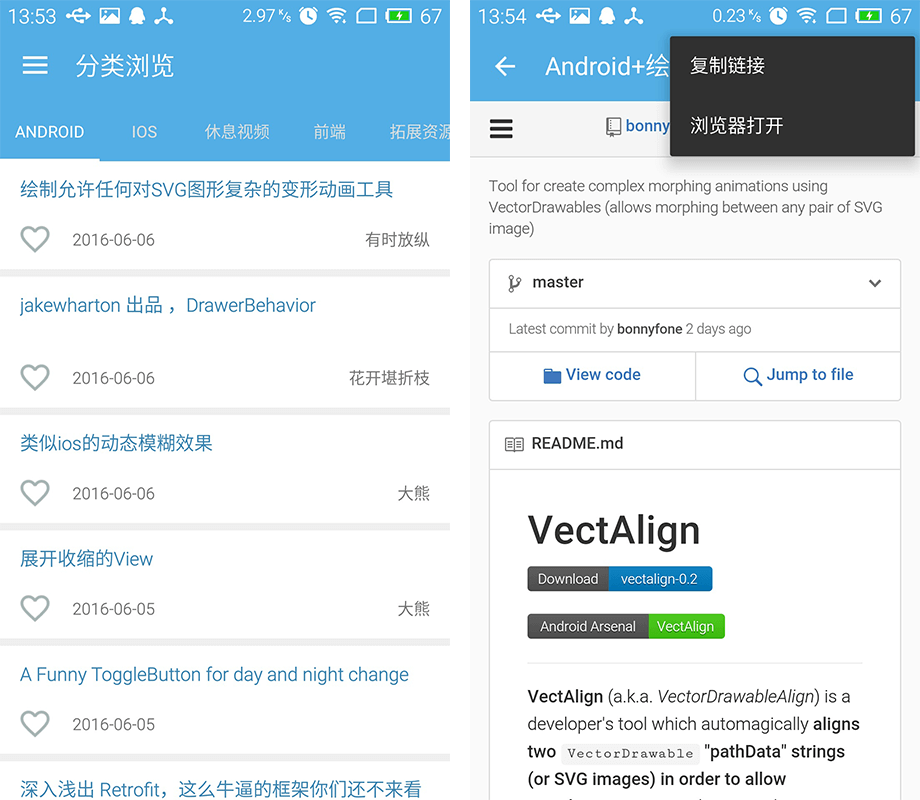 13:53
2.97 K/s
67
分类浏览
ANDROID
IOS
休息视频
前端
拓展资源
绘制允许任何对SVG图形复杂的变形动画工具
2016-06-06
有时放纵
jakewharton 出品 ，DrawerBehavior
2016-06-06
花开堪折枝
类似ios的动态模糊效果
2016-06-06
大熊
展开收缩的View
2016-06-05
大熊
A Funny ToggleButton for day and night change
2016-06-05
深入浅出 Retrofit，这么牛逼的框架你们还不来看
13:54
0.23 K/s
67
Android+绘
复制链接
浏览器打开
bonny
Tool for create complex morphing animations using
VectorDrawables (allows morphing between any pair of SVG
image)
master
Latest commit by bonnyfone 2 days ago
View code
Jump to file
README.md
VectAlign
Download vectalign-0.2
Android Arsenal VectAlign
VectAlign (a.k.a. VectorDrawableAlign) is a
developer's tool which automagically aligns
two VectorDrawable "pathData" strings
(or SVG images) in order to allow